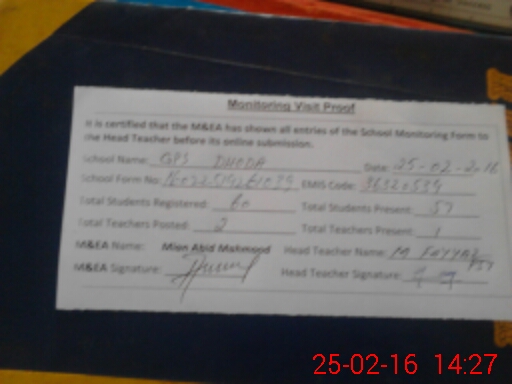 Monitoring Visit Proof
It is certified that the M&EA has shown all entries of the School Monitoring Form to
the Head Teacher before its online submission.
School Name: GPS DHODA Date: 25-02-2016
School Form No: EMIS Code:
Total Students Registered: 60 Total Students Present: 57
Total Teachers Posted: 2 Total Teachers Present: 1
M&EA Name: Mian Abid Mahmood Head Teacher Name: M FAYYAZ
PST
M&EA Signature: Head Teacher Signature:
25-02-16 14:27